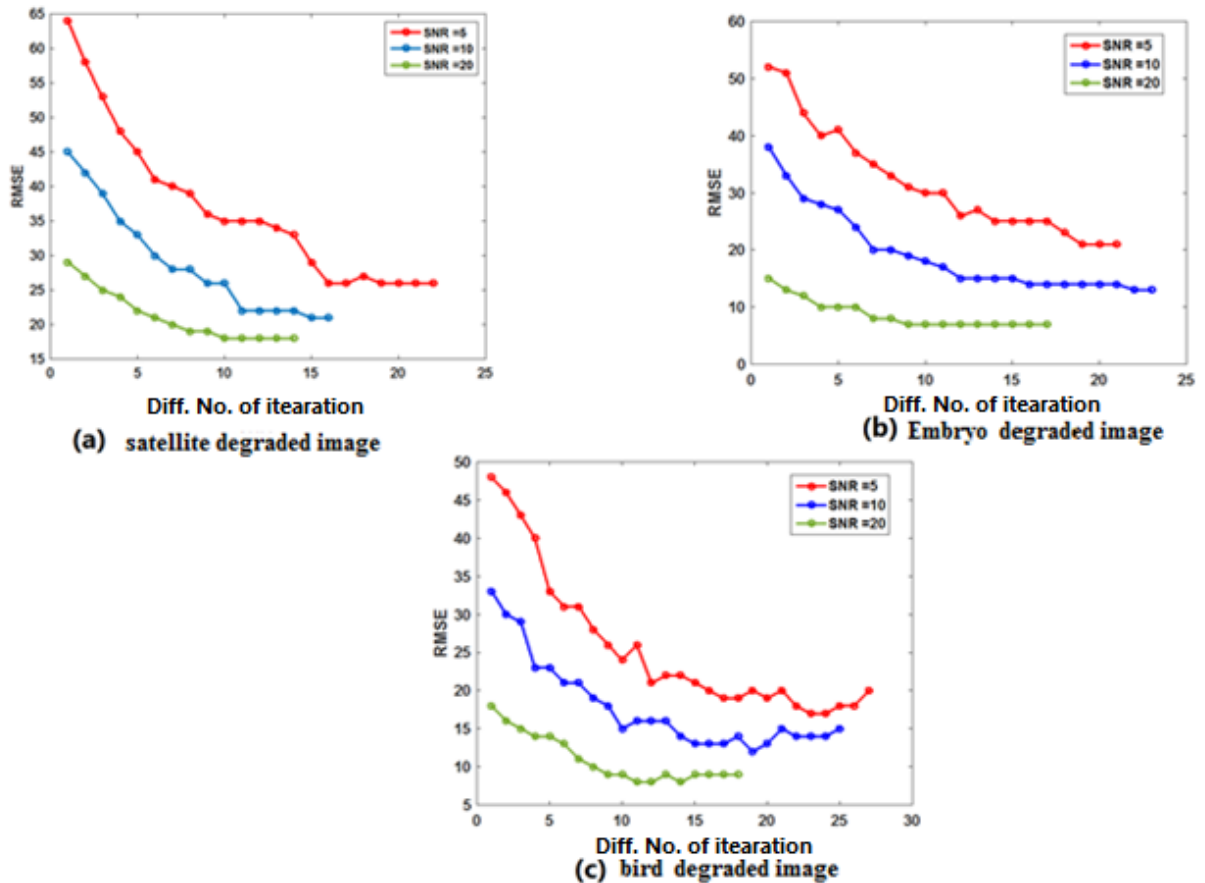 65
60
55
50
45
40
35
30
25
20
15
RMSE
SNR =5
SNR =10
SNR =20
0 5 10 15 20 25
Diff. No. of itearation
(a) satellite degraded image
60
50
40
30
20
10
0
RMSE
SNR =5
SNR =10
SNR =20
0 5 10 15 20 25
Diff. No. of itearation
(b) Embryo degraded image
50
45
40
35
30
25
20
15
10
5
RMSE
SNR =5
SNR =10
SNR =20
0 5 10 15 20 25 30
Diff. No. of itearation
(c) bird degraded image